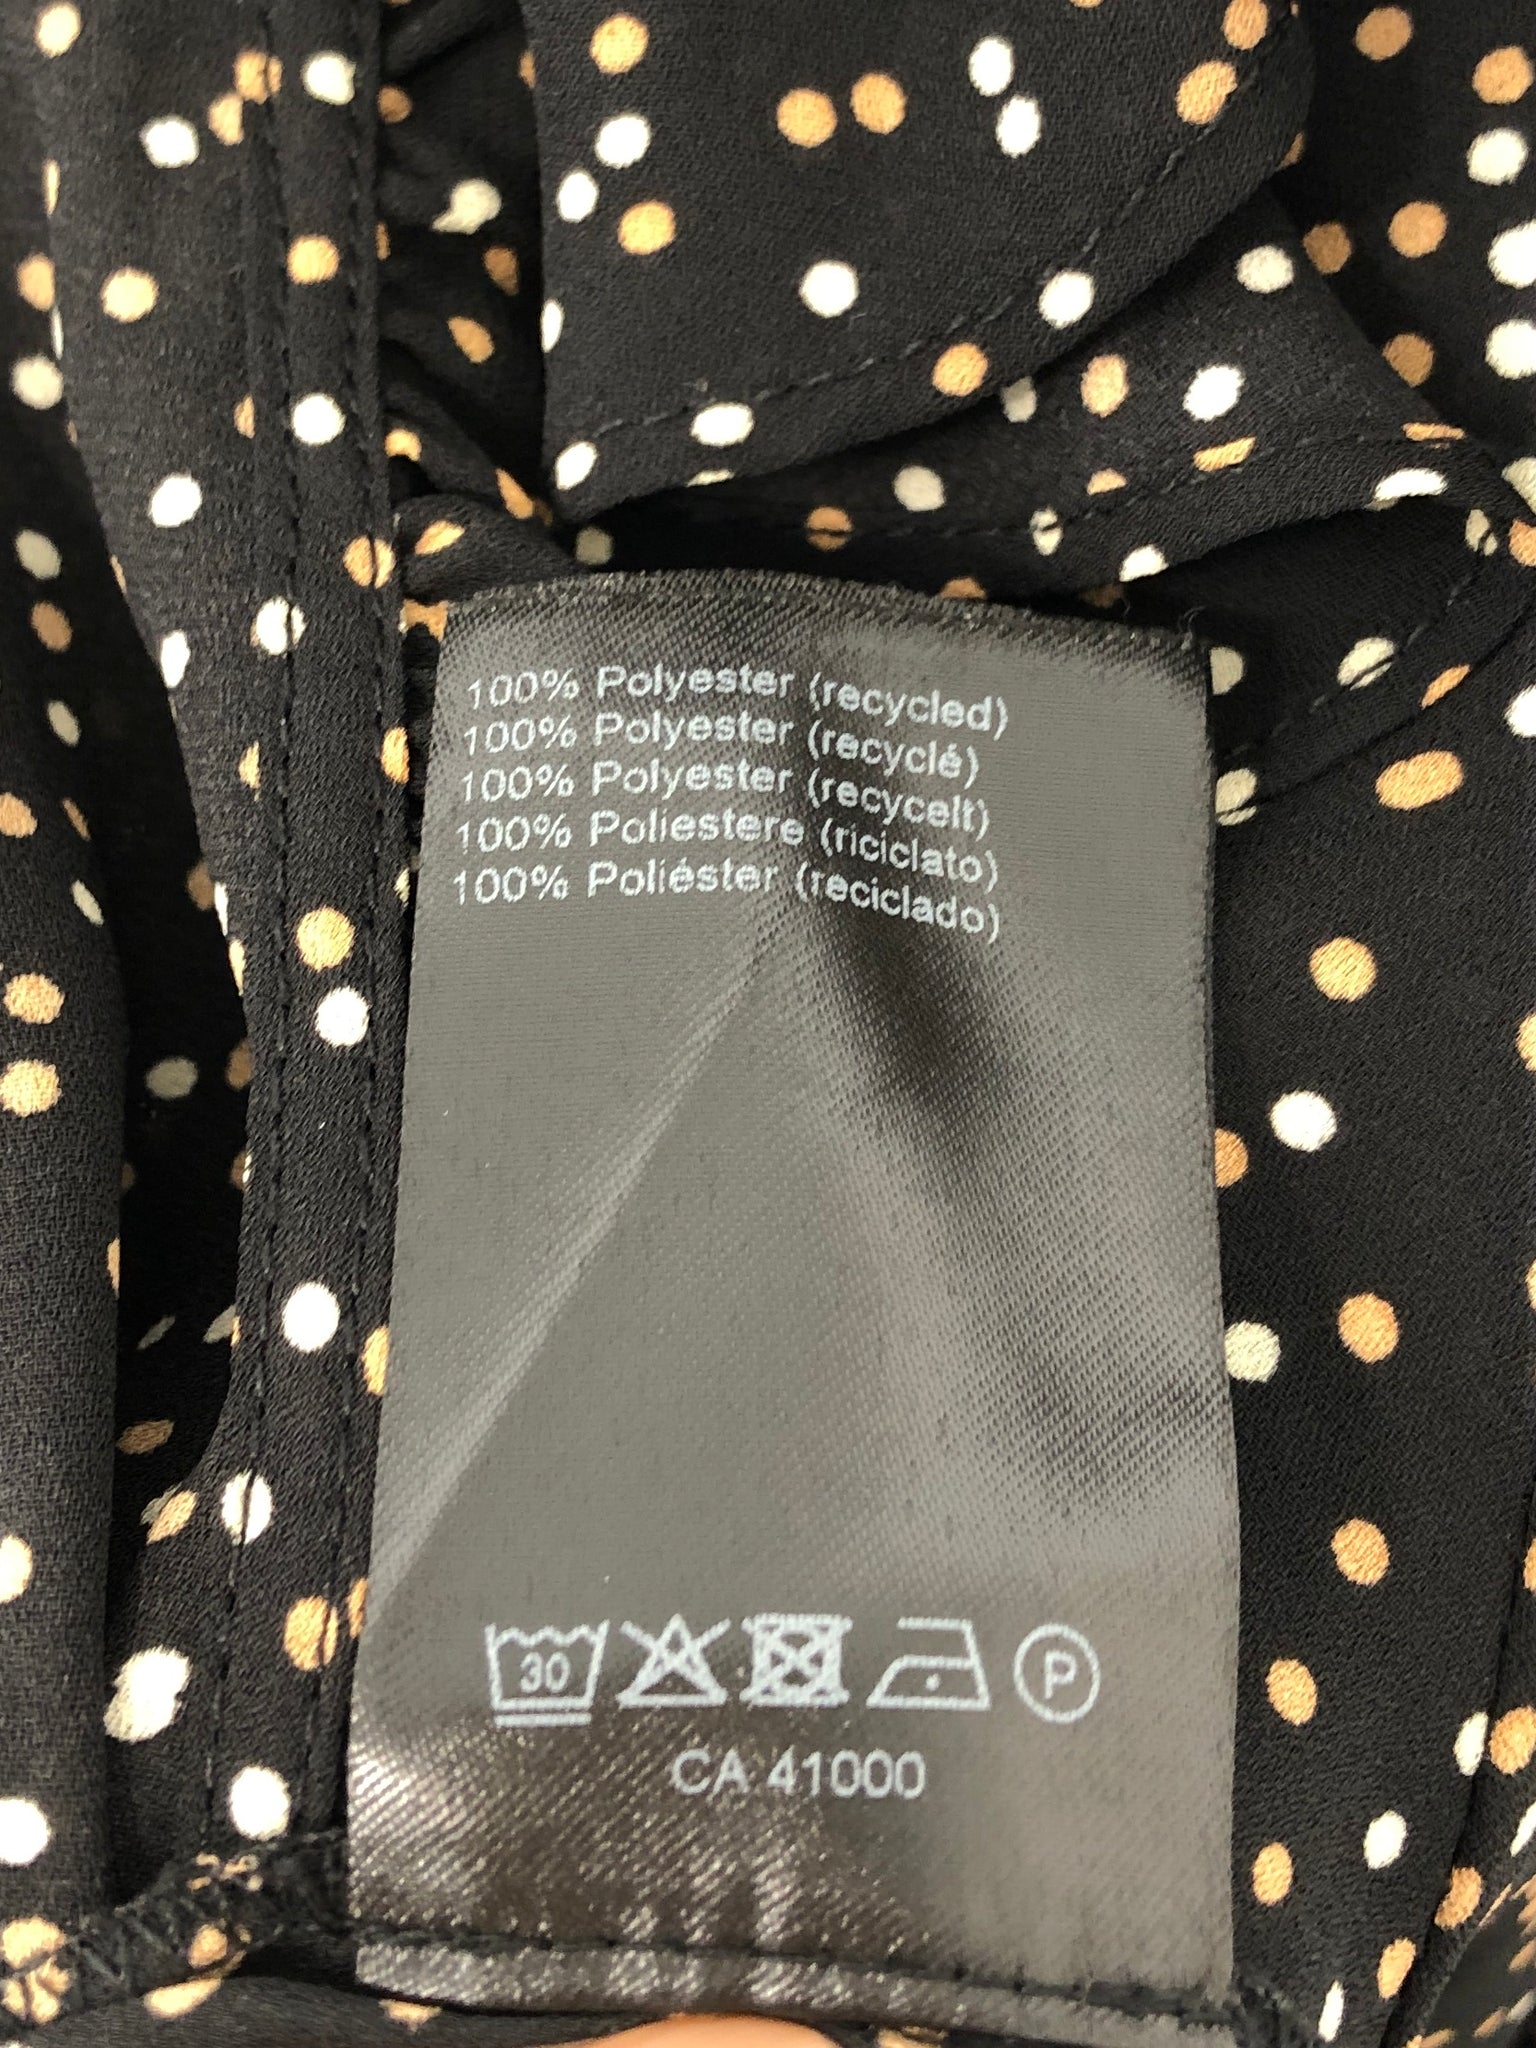 100% Polyester (recycled)
100% Polyester (recyclé)
100% Polyester (recycelt)
100% Poliestere (riciclato)
100% Poliéster (reciclado)
30 P
CA 41000